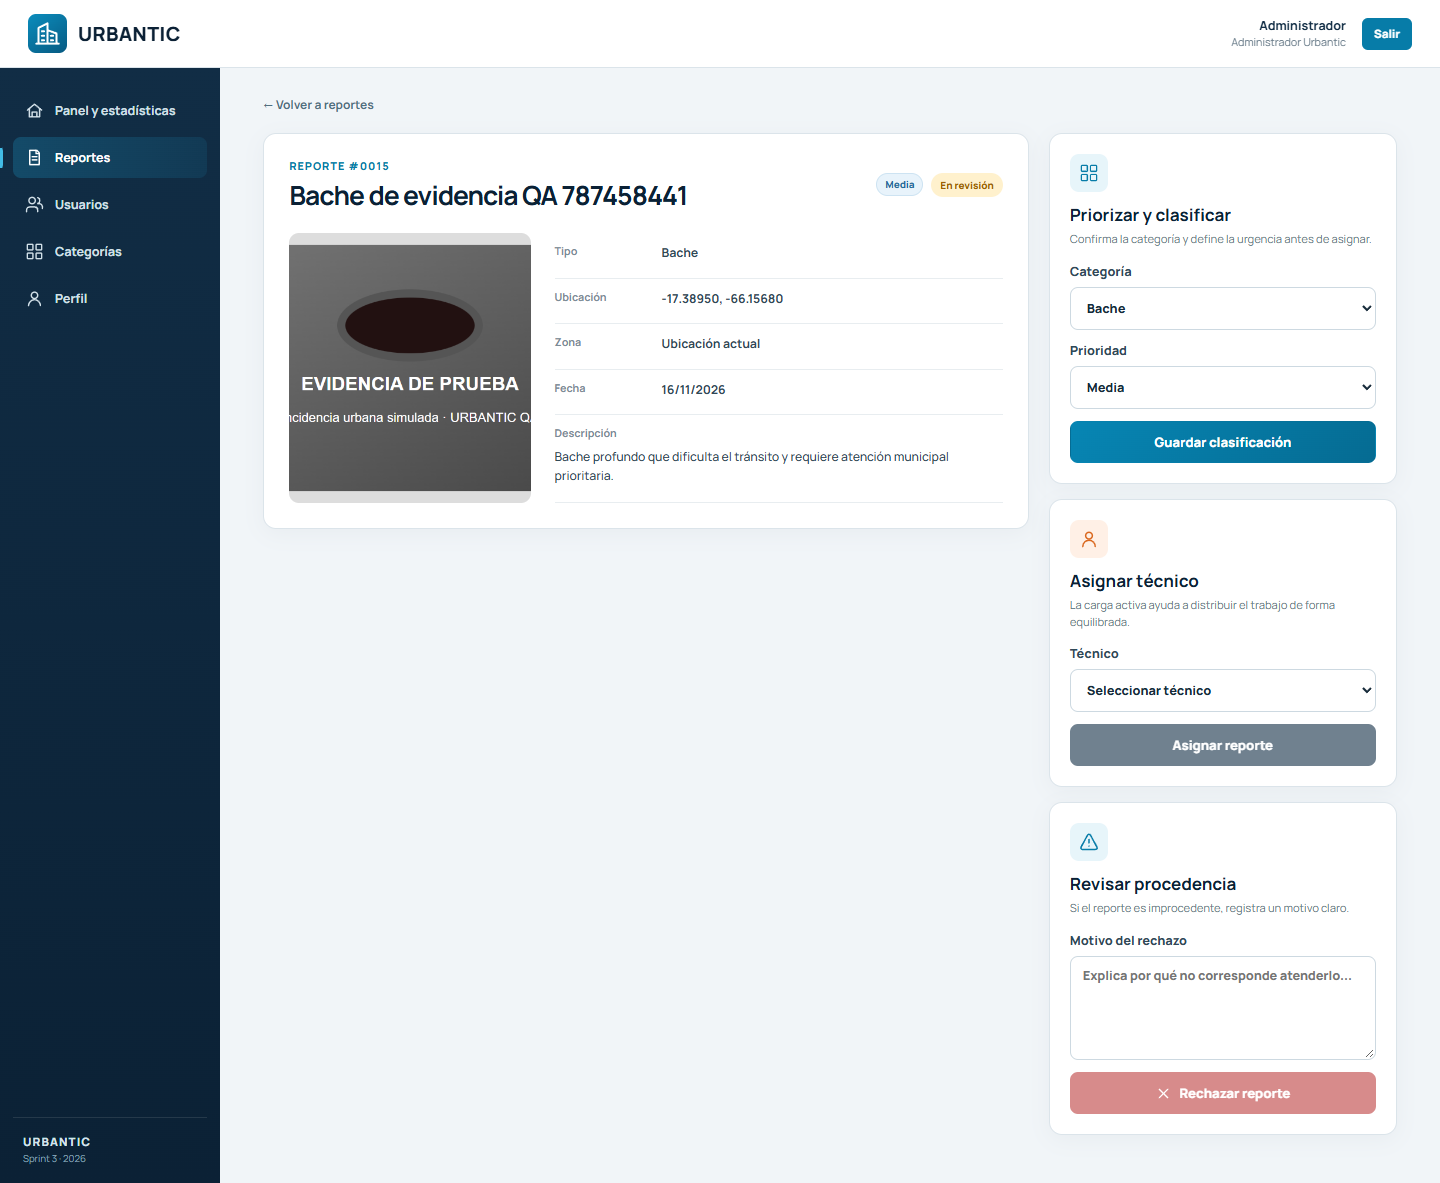 URBANTIC
Administrador
Administrador Urbantic
Salir
Panel y estadísticas
Reportes
Usuarios
Categorías
Perfil
URBANTIC
Sprint 3 · 2026
← Volver a reportes
REPORTE #0015
Bache de evidencia QA 787458441
Media
En revisión
EVIDENCIA DE PRUEBA
ncidencia urbana simulada · URBANTIC Q
Tipo
Bache
Ubicación
-17.38950, -66.15680
Zona
Ubicación actual
Fecha
16/11/2026
Descripción
Bache profundo que dificulta el tránsito y requiere atención municipal
prioritaria.
Priorizar y clasificar
Confirma la categoría y define la urgencia antes de asignar.
Categoría
Bache
Prioridad
Media
Guardar clasificación
Asignar técnico
La carga activa ayuda a distribuir el trabajo de forma
equilibrada.
Técnico
Seleccionar técnico
Asignar reporte
Revisar procedencia
Si el reporte es improcedente, registra un motivo claro.
Motivo del rechazo
Explica por qué no corresponde atenderlo...
Rechazar reporte